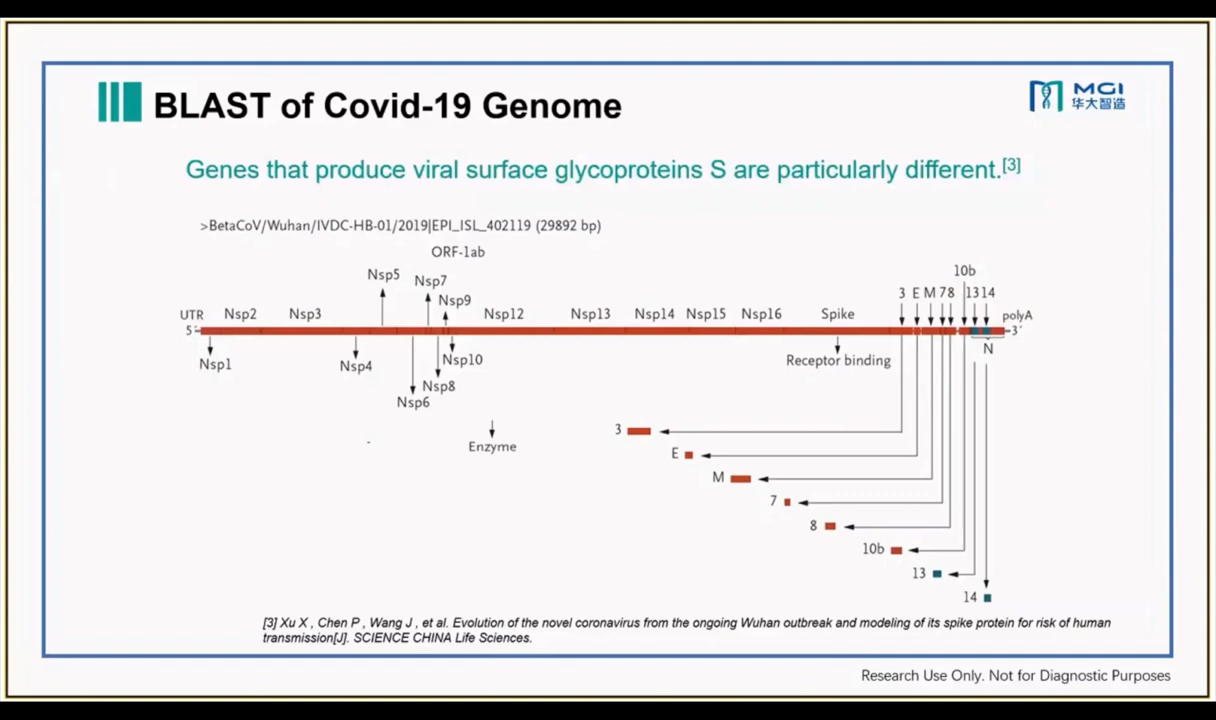 BLAST of Covid-19 Genome
MGI
华大智造
Genes that produce viral surface glycoproteins S are particularly different.[3]
>BetaCoV/Wuhan/IVDC-HB-01/2019|EPI_ISL_402119 (29892 bp)
ORF-1ab
Nsp5
Nsp7
10b
Nsp9
3 E M 7 8 13 14
UTR Nsp2 Nsp3 Nsp12 Nsp13 Nsp14 Nsp15 Nsp16 Spike polyA
5´ 3´
Nsp1 Nsp4 Nsp10 Receptor binding N
Nsp8
Nsp6
Enzyme
3
E
M
7
8
10b
13
14
[3] Xu X , Chen P , Wang J , et al. Evolution of the novel coronavirus from the ongoing Wuhan outbreak and modeling of its spike protein for risk of human
transmission[J]. SCIENCE CHINA Life Sciences.
Research Use Only. Not for Diagnostic Purposes